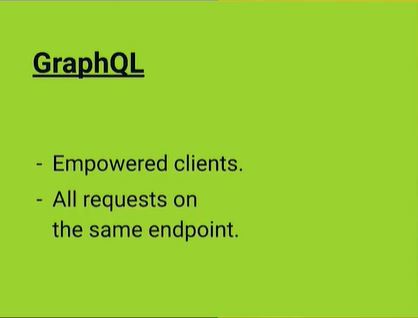 GraphQL
- Empowered clients.
- All requests on
the same endpoint.